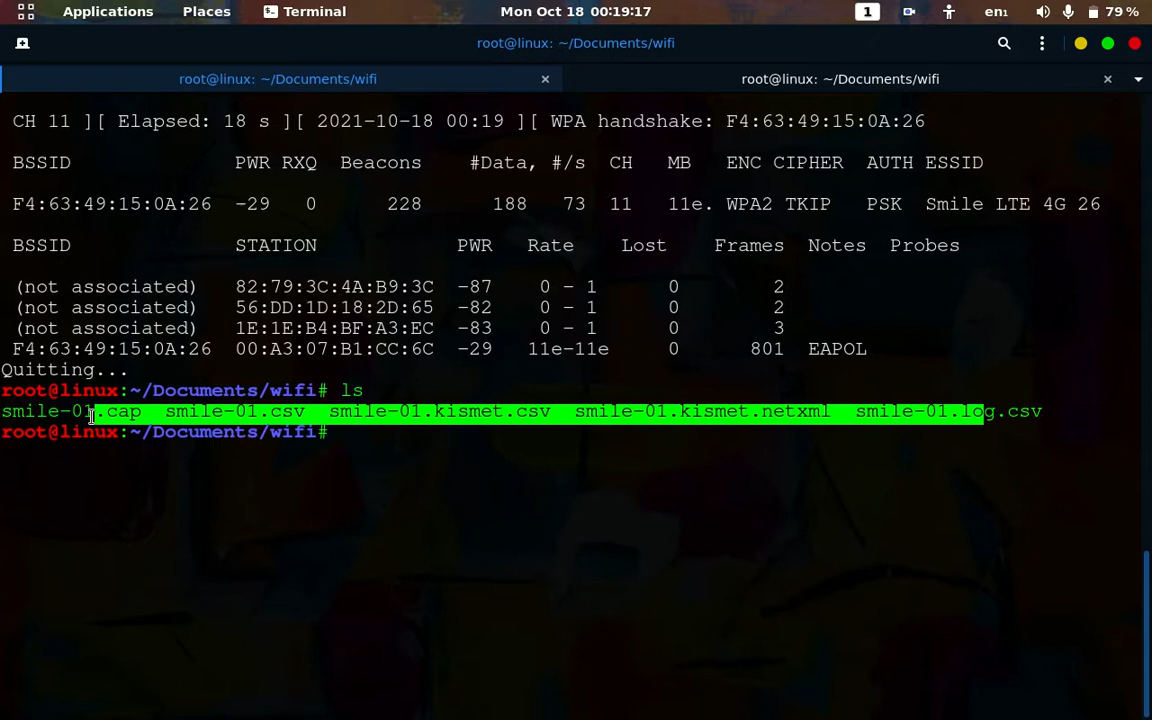 Applications Places Terminal Mon Oct 18 00:19:17 1 en₁ 79 %
root@linux: ~/Documents/wifi
root@linux: ~/Documents/wifi × root@linux: ~/Documents/wifi ×
CH 11 ][ Elapsed: 18 s ][ 2021-10-18 00:19 ][ WPA handshake: F4:63:49:15:0A:26
BSSID PWR RXQ Beacons #Data, #/s CH MB ENC CIPHER AUTH ESSID
F4:63:49:15:0A:26 -29 0 228 188 73 11 11e. WPA2 TKIP PSK Smile LTE 4G 26
BSSID STATION PWR Rate Lost Frames Notes Probes
(not associated) 82:79:3C:4A:B9:3C -87 0 - 1 0 2
(not associated) 56:DD:1D:18:2D:65 -82 0 - 1 0 2
(not associated) 1E:1E:B4:BF:A3:EC -83 0 - 1 0 3
F4:63:49:15:0A:26 00:A3:07:B1:CC:6C -29 11e-11e 0 801 EAPOL
Quitting...
root@linux:~/Documents/wifi# ls
smile-01.cap smile-01.csv smile-01.kismet.csv smile-01.kismet.netxml smile-01.log.csv
root@linux:~/Documents/wifi#